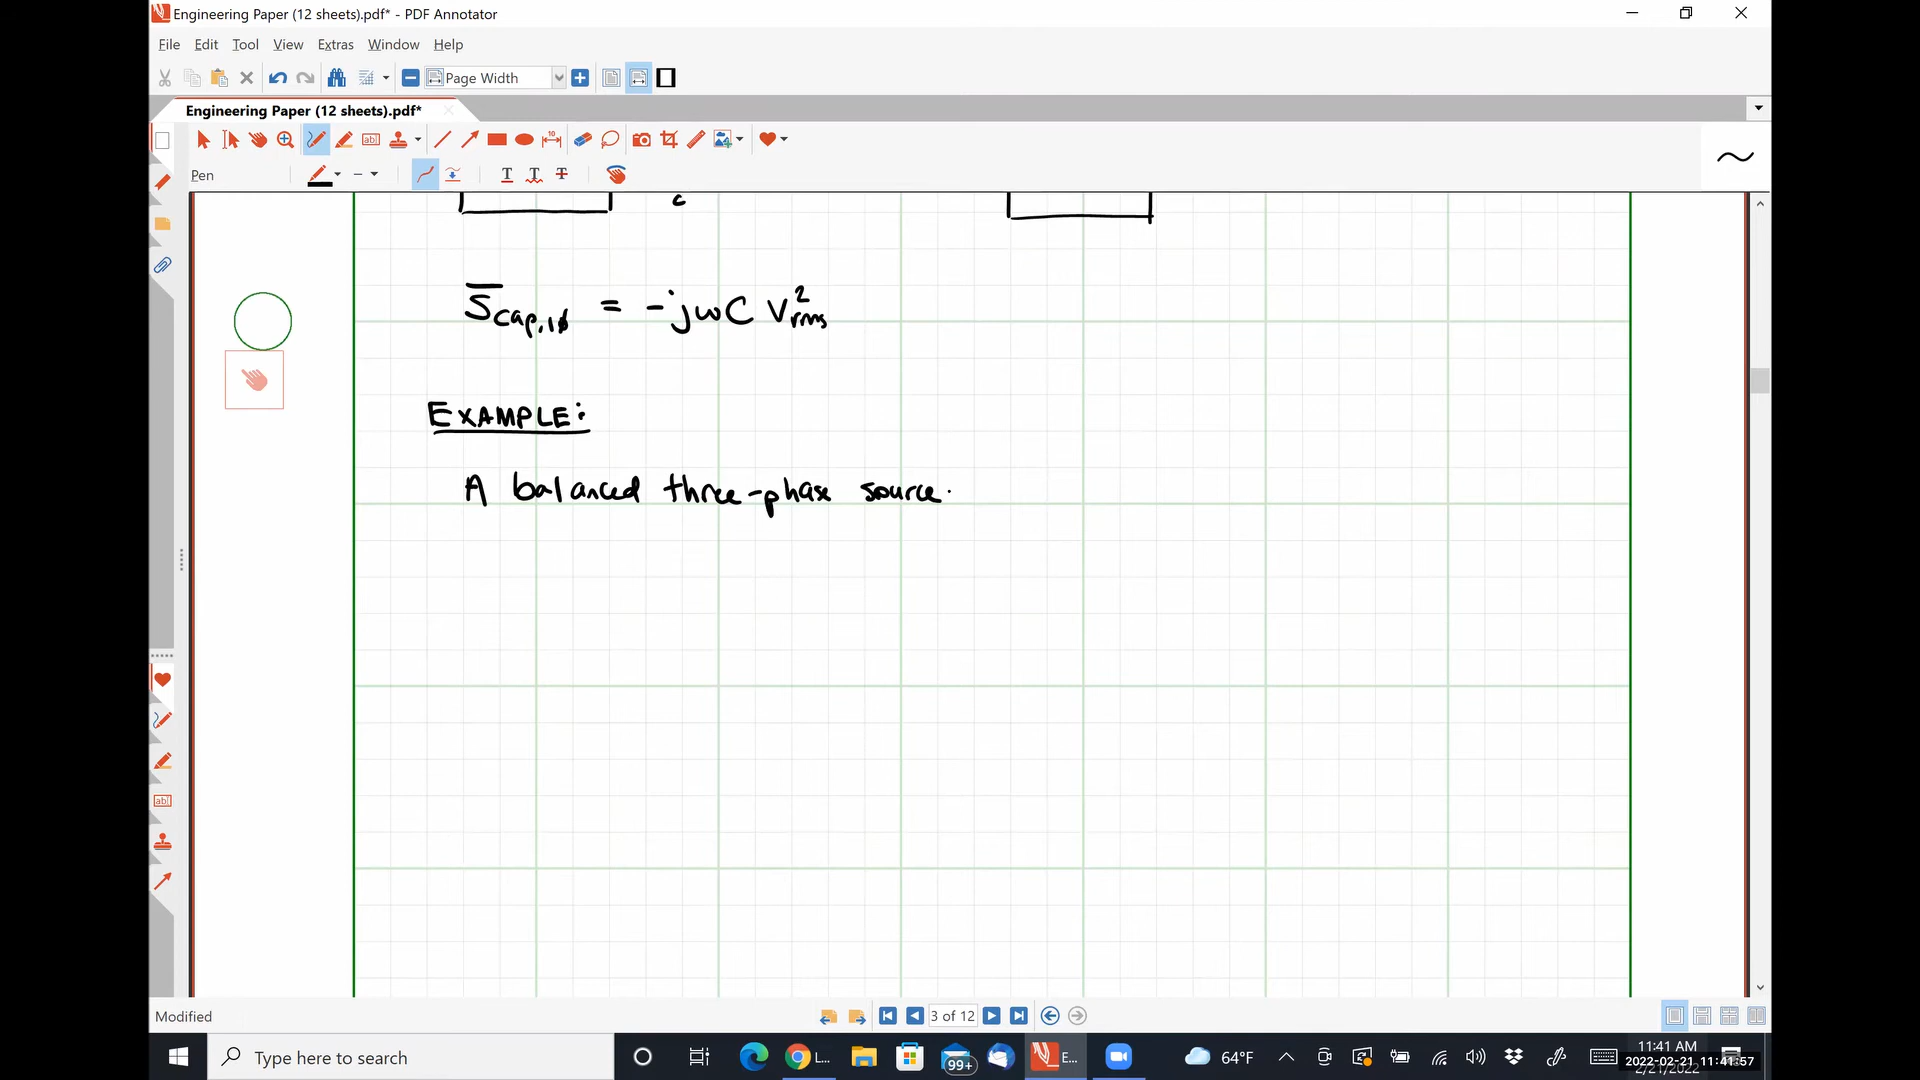 Engineering Paper (12 sheets).pdf* - PDF Annotator
File Edit Tool View Extras Window Help
Page Width
Engineering Paper (12 sheets).pdf*
Pen
c
S̅cap,1ϕ = -jωC V²rms
EXAMPLE:
A balanced three-phase source
Modified
3 of 12
Type here to search
L...
99+
E...
64°F
11:41 AM
2022-02-21 11:41:57